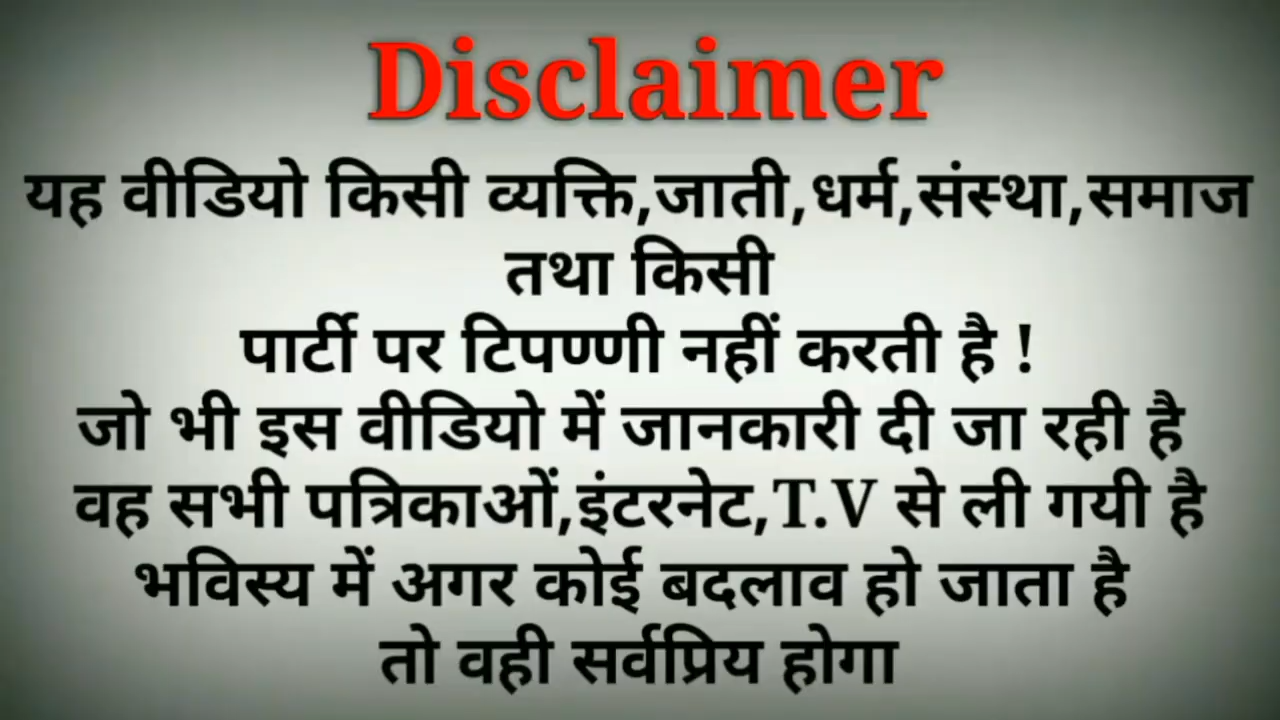 Disclaimer
यह वीडियो किसी व्यक्ति,जाती,धर्म,संस्था,समाज
तथा किसी
पार्टी पर टिपण्णी नहीं करती है !
जो भी इस वीडियो में जानकारी दी जा रही है
वह सभी पत्रिकाओं,इंटरनेट,T.V से ली गयी है
भविस्य में अगर कोई बदलाव हो जाता है
तो वही सर्वप्रिय होगा